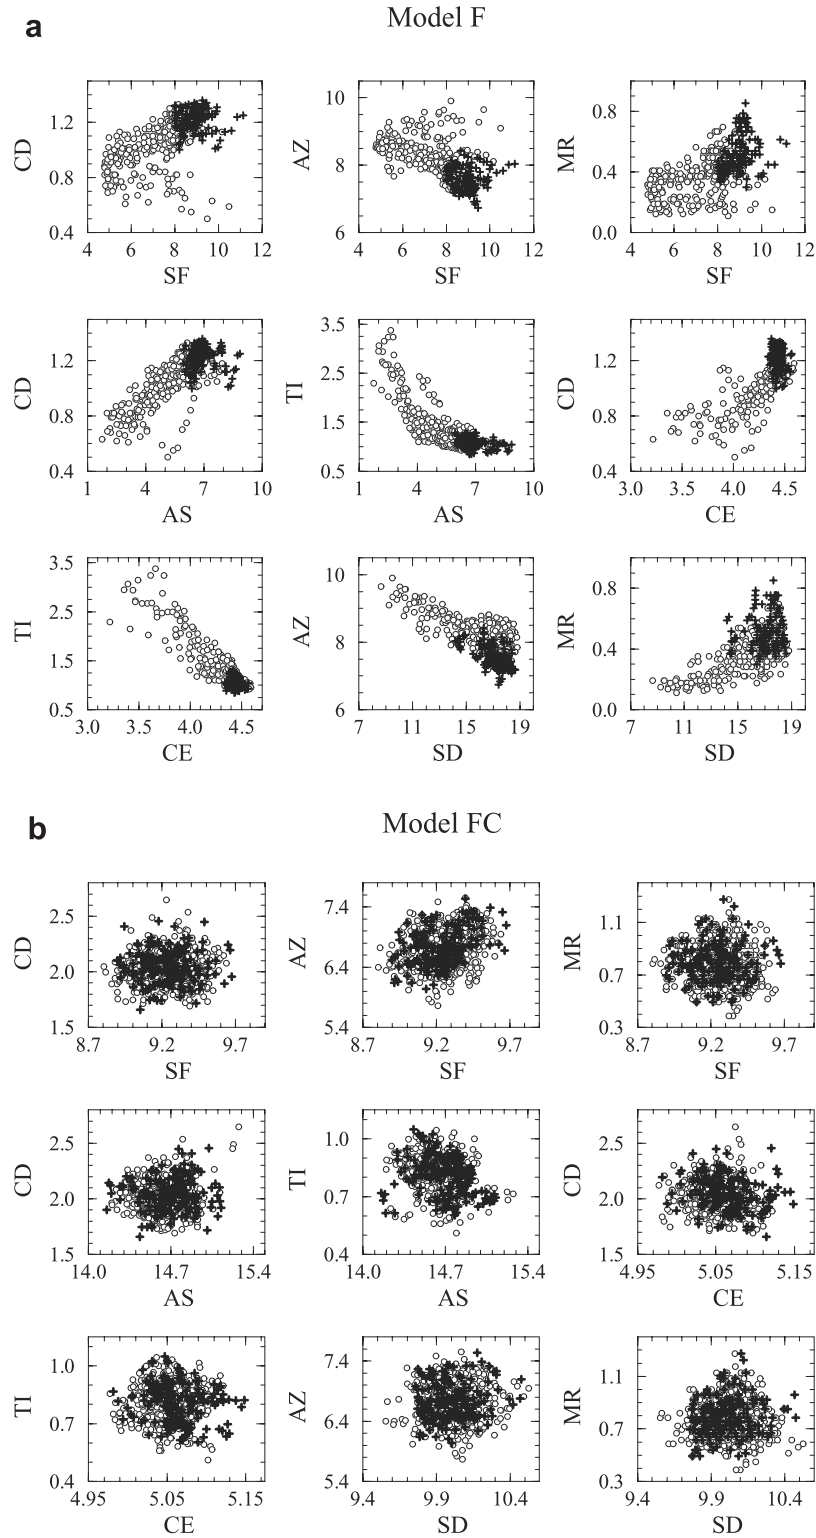 a
Model F
CD
1.2
0.8
0.4
4 6 8 10 12
SF
AZ
10
8
6
4 6 8 10 12
SF
MR
0.8
0.4
0.0
4 6 8 10 12
SF
CD
1.2
0.8
0.4
1 4 7 10
AS
TI
3.5
2.5
1.5
0.5
1 4 7 10
AS
CD
1.2
0.8
0.4
3.0 3.5 4.0 4.5
CE
TI
3.5
2.5
1.5
0.5
3.0 3.5 4.0 4.5
CE
AZ
10
8
6
7 11 15 19
SD
MR
0.8
0.4
0.0
7 11 15 19
SD
b
Model FC
CD
2.5
2.0
1.5
8.7 9.2 9.7
SF
AZ
7.4
6.4
5.4
8.7 9.2 9.7
SF
MR
1.1
0.7
0.3
8.7 9.2 9.7
SF
CD
2.5
2.0
1.5
14.0 14.7 15.4
AS
TI
1.0
0.7
0.4
14.0 14.7 15.4
AS
CD
2.5
2.0
1.5
4.95 5.05 5.15
CE
TI
1.0
0.7
0.4
4.95 5.05 5.15
CE
AZ
7.4
6.4
5.4
9.4 9.9 10.4
SD
MR
1.1
0.7
0.3
9.4 9.9 10.4
SD